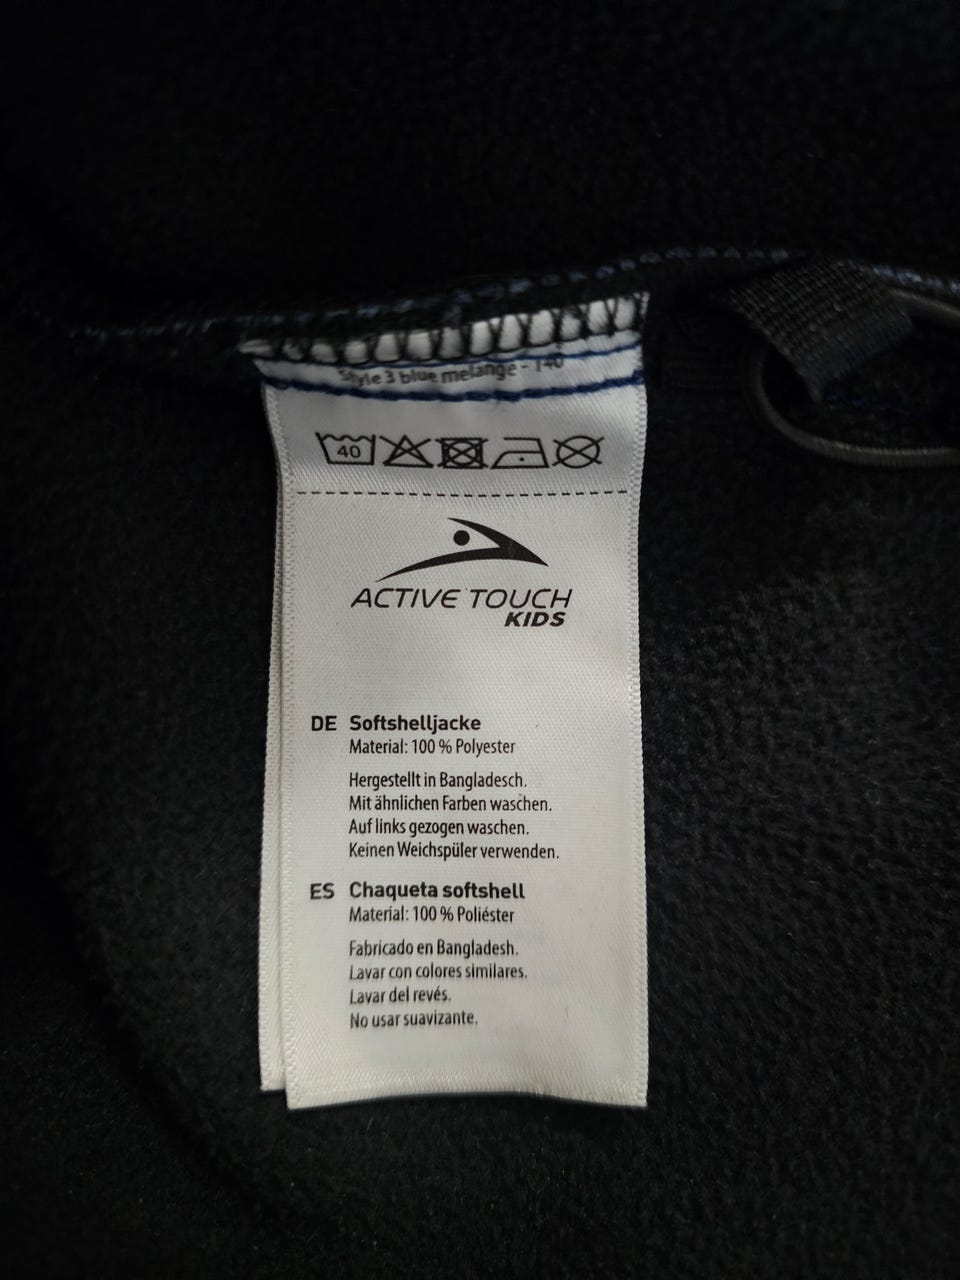 Style 3 blue melange - 140
40
ACTIVE TOUCH
KIDS
DE Softshelljacke
Material: 100 % Polyester
Hergestellt in Bangladesch.
Mit ähnlichen Farben waschen.
Auf links gezogen waschen.
Keinen Weichspüler verwenden.
ES Chaqueta softshell
Material: 100 % Poliéster
Fabricado en Bangladesh.
Lavar con colores similares.
Lavar del revés.
No usar suavizante.